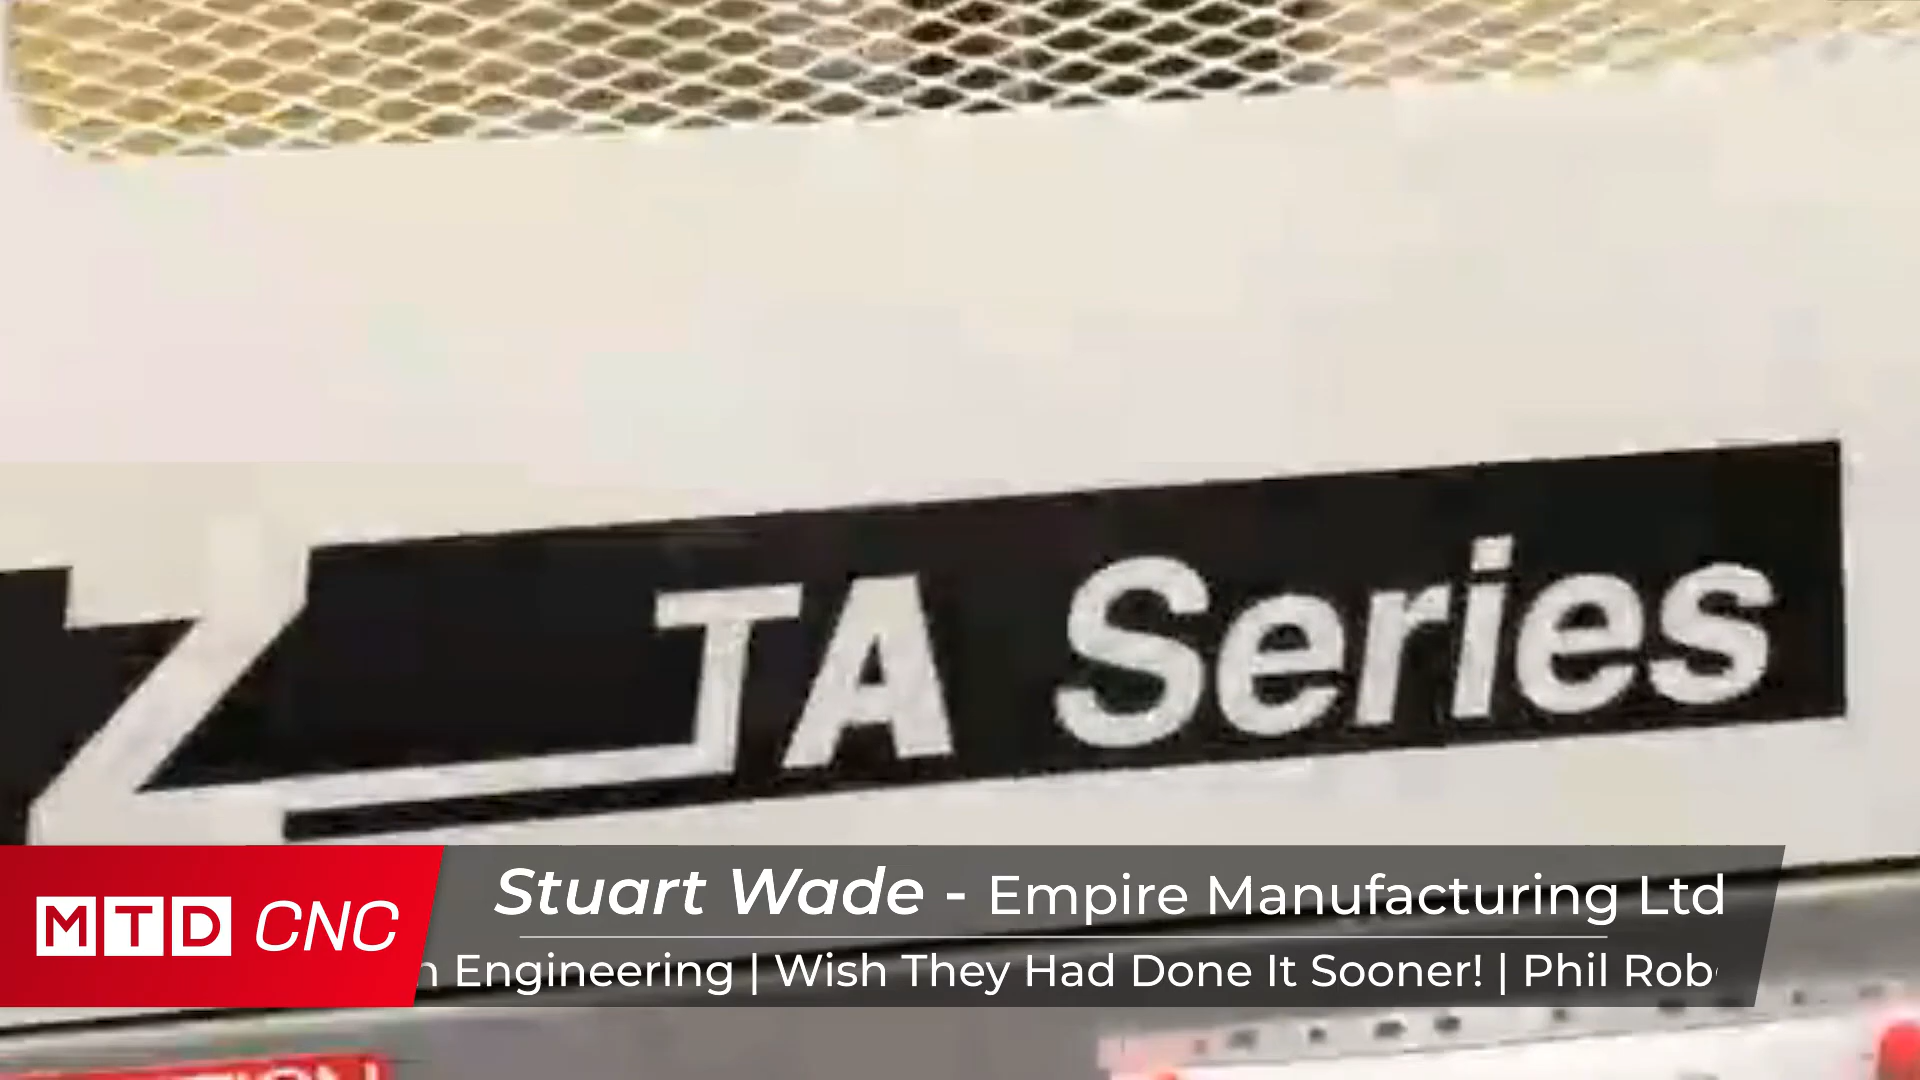 TA Series
MTD CNC
Stuart Wade - Empire Manufacturing Ltd
Engineering | Wish They Had Done It Sooner! | Phil